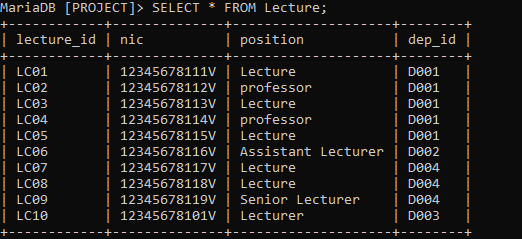 MariaDB [PROJECT]> SELECT * FROM Lecture;
+------------+--------------+--------------------+--------+
| lecture_id | nic          | position           | dep_id |
+------------+--------------+--------------------+--------+
| LC01       | 12345678111V | Lecture            | D001   |
| LC02       | 12345678112V | professor          | D001   |
| LC03       | 12345678113V | Lecture            | D001   |
| LC04       | 12345678114V | professor          | D001   |
| LC05       | 12345678115V | Lecture            | D001   |
| LC06       | 12345678116V | Assistant Lecturer | D002   |
| LC07       | 12345678117V | Lecture            | D004   |
| LC08       | 12345678118V | Lecture            | D004   |
| LC09       | 12345678119V | Senior Lecturer    | D004   |
| LC10       | 12345678101V | Lecturer           | D003   |
+------------+--------------+--------------------+--------+